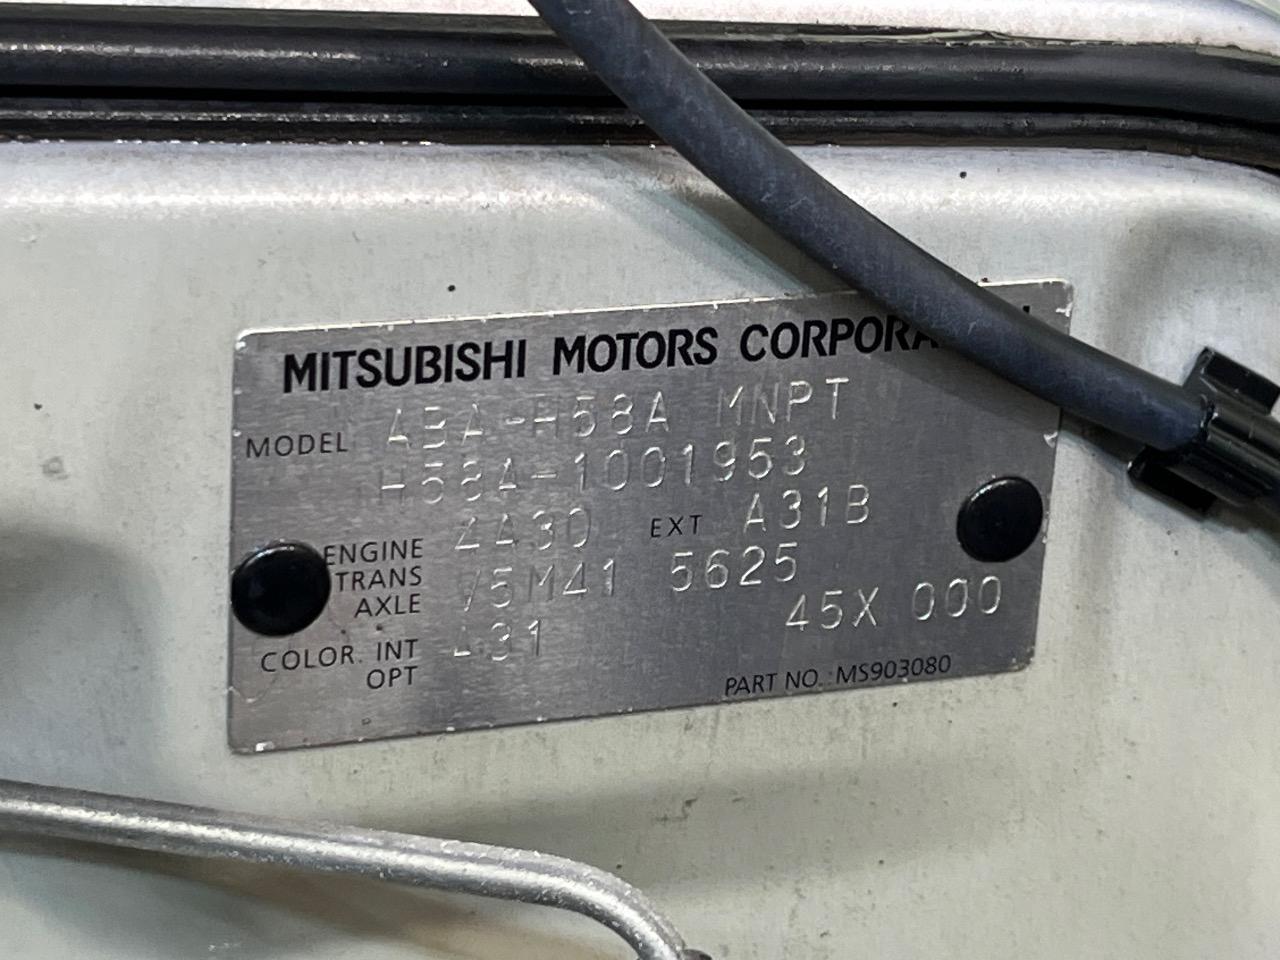 MITSUBISHI MOTORS CORPORA
MODEL ABA-H58A MNPT
H58A-1001953
ENGINE 4A30 EXT A31B
TRANS AXLE V5M41 5625
COLOR. INT OPT A31 45X 000
PART NO.:MS903080